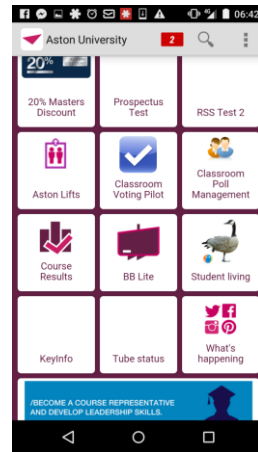 06:42
Aston University
2
20%
20% Masters
Discount
Prospectus
Test
RSS Test 2
Aston Lifts
Classroom
Voting Pilot
Classroom
Poll
Management
Course
Results
BB Lite
Student living
KeyInfo
Tube status
What's
happening
/BECOME A COURSE REPRESENTATIVE
AND DEVELOP LEADERSHIP SKILLS.